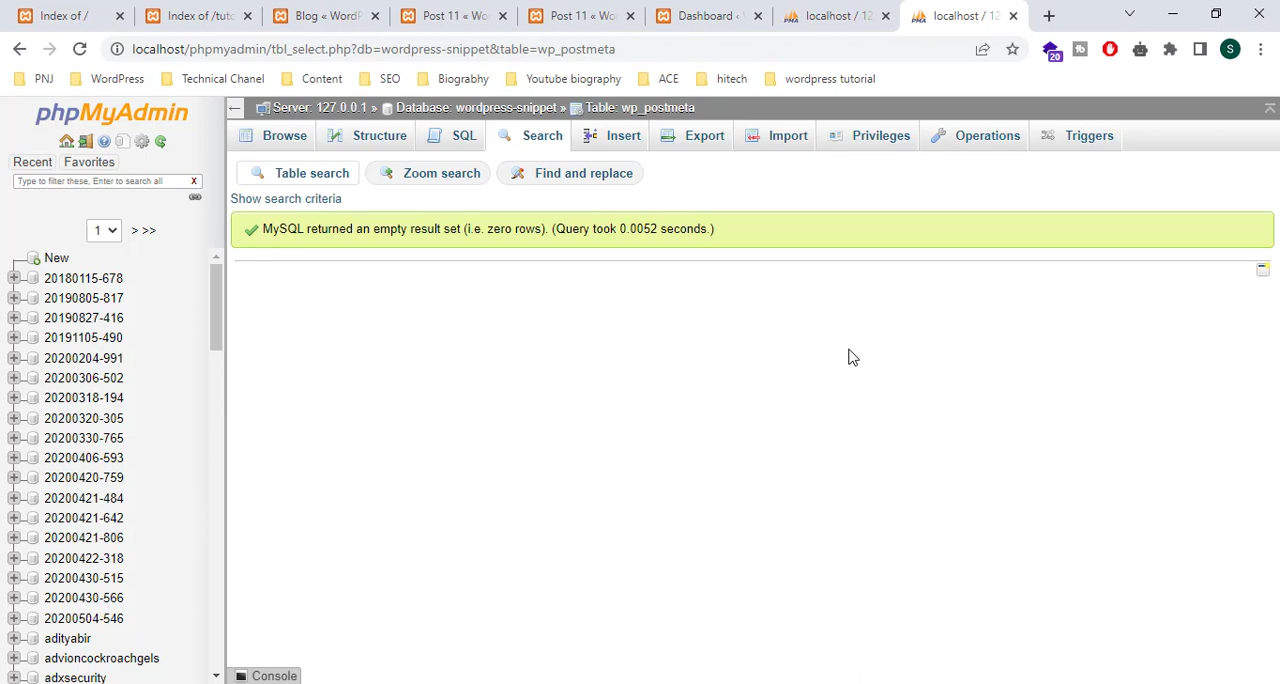 Index of /
Index of /tuto
Blog « WordP
Post 11 « Wo
Post 11 « Wor
Dashboard ‹ W
localhost / 12
localhost / 12
localhost/phpmyadmin/tbl_select.php?db=wordpress-snippet&table=wp_postmeta
20
S
PNJ
WordPress
Technical Chanel
Content
SEO
Biograrhy
Youtube biography
ACE
hitech
wordpress tutorial
phpMyAdmin
Server: 127.0.0.1 » Database: wordpress-snippet » Table: wp_postmeta
Browse
Structure
SQL
Search
Insert
Export
Import
Privileges
Operations
Triggers
Recent
Favorites
Type to filter these, Enter to search all
X
Table search
Zoom search
Find and replace
Show search criteria
MySQL returned an empty result set (i.e. zero rows). (Query took 0.0052 seconds.)
1
> >>
New
20180115-678
20190805-817
20190827-416
20191105-490
20200204-991
20200306-502
20200318-194
20200320-305
20200330-765
20200406-593
20200420-759
20200421-484
20200421-642
20200421-806
20200422-318
20200430-515
20200430-566
20200504-546
adityabir
advioncockroachgels
adxsecurity
Console